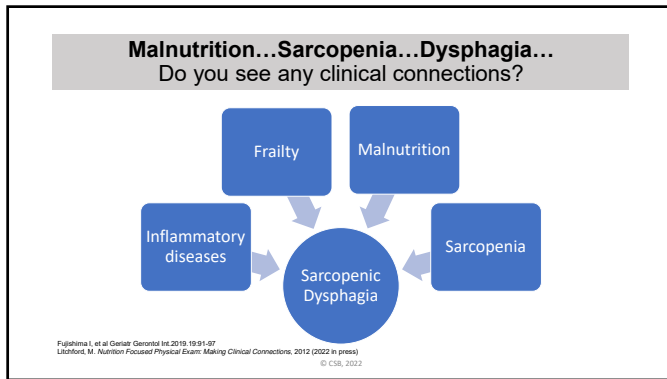 Malnutrition…Sarcopenia…Dysphagia…
Do you see any clinical connections?
Frailty
Malnutrition
Inflammatory
diseases
Sarcopenia
Sarcopenic
Dysphagia
Fujishima I, et al Geriatr Gerontol Int.2019.19:91-97
Litchford, M. Nutrition Focused Physical Exam: Making Clinical Connections, 2012 (2022 in press)
© CSB, 2022